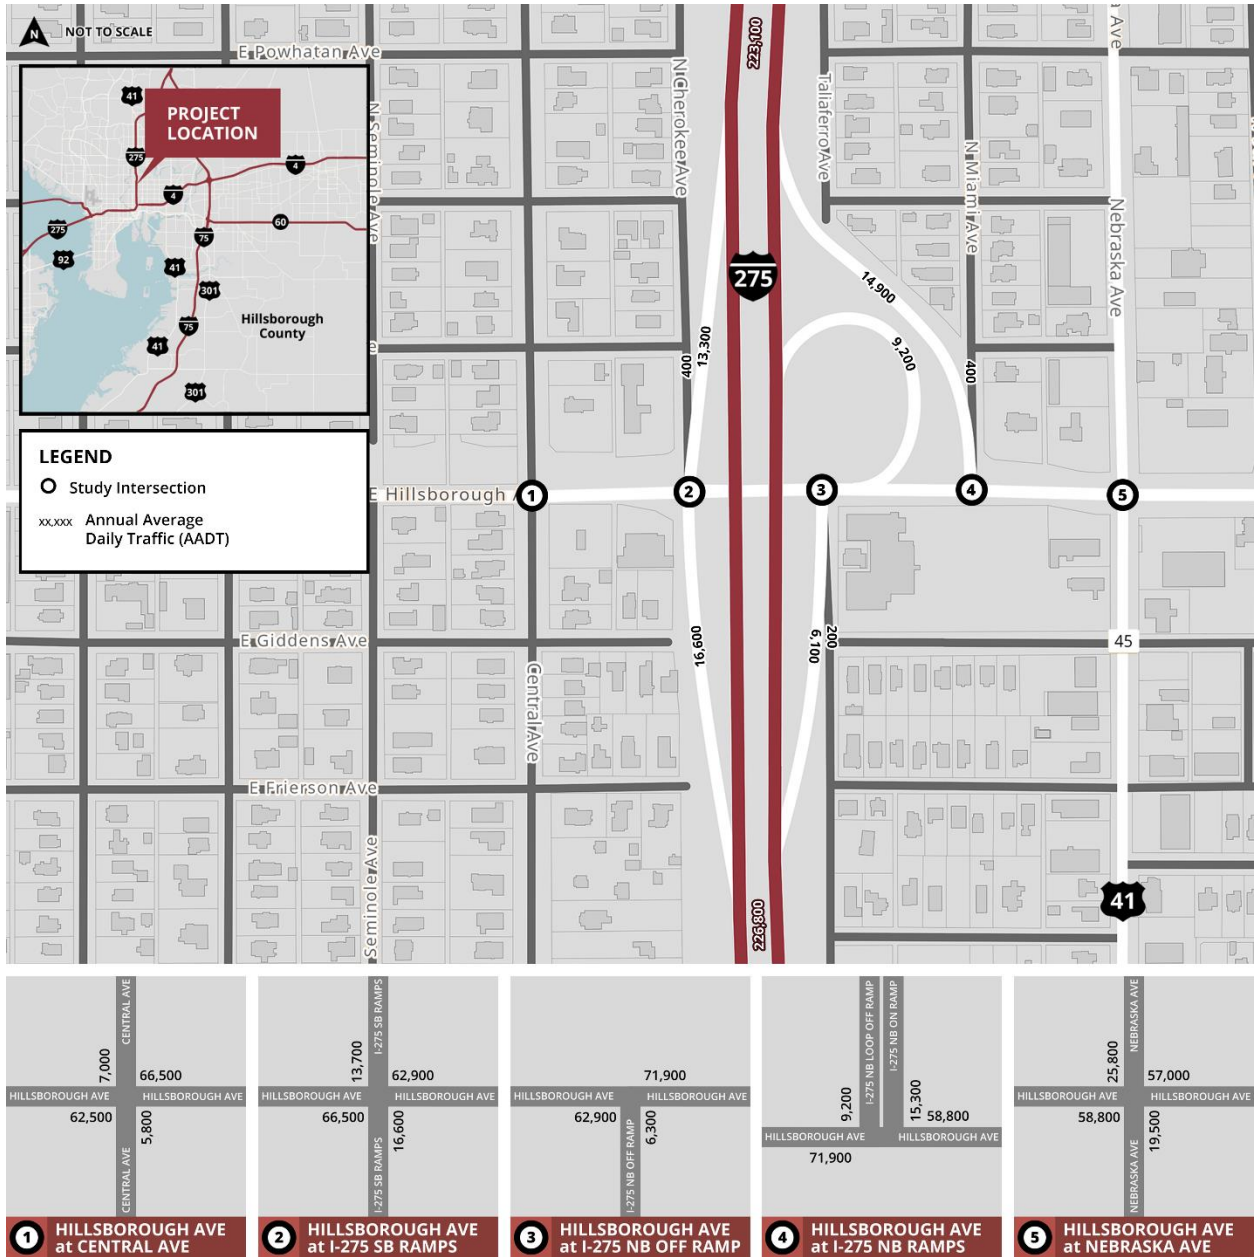 N
NOT TO SCALE
E Powhatan Ave
N Seminole Ave
N Cherokee Ave
Taliaferro Ave
N Miami Ave
a Ave
Nebraska Ave
223,100
41
PROJECT
LOCATION
275
4
4
275
60
75
92
41
301
Hillsborough
County
75
41
301
e
275
14,900
9,200
13,300
400
400
LEGEND
Study Intersection
xx,xxx Annual Average
Daily Traffic (AADT)
E Hillsborough A
1
2
3
4
5
E Giddens Ave
16,600
6,100
200
45
Central Ave
E Frierson Ave
Seminole Ave
226,800
41
CENTRAL AVE
7,000
66,500
HILLSBOROUGH AVE
HILLSBOROUGH AVE
62,500
5,800
CENTRAL AVE
1 HILLSBOROUGH AVE
at CENTRAL AVE
I-275 SB RAMPS
13,700
62,900
HILLSBOROUGH AVE
HILLSBOROUGH AVE
66,500
16,600
I-275 SB RAMPS
2 HILLSBOROUGH AVE
at I-275 SB RAMPS
71,900
HILLSBOROUGH AVE
HILLSBOROUGH AVE
62,900
6,300
I-275 NB OFF RAMP
3 HILLSBOROUGH AVE
at I-275 NB OFF RAMP
I-275 NB LOOP OFF RAMP
I-275 NB ON RAMP
9,200
15,300
58,800
HILLSBOROUGH AVE
HILLSBOROUGH AVE
71,900
4 HILLSBOROUGH AVE
at I-275 NB RAMPS
NEBRASKA AVE
25,800
57,000
HILLSBOROUGH AVE
HILLSBOROUGH AVE
58,800
19,500
NEBRASKA AVE
5 HILLSBOROUGH AVE
at NEBRASKA AVE